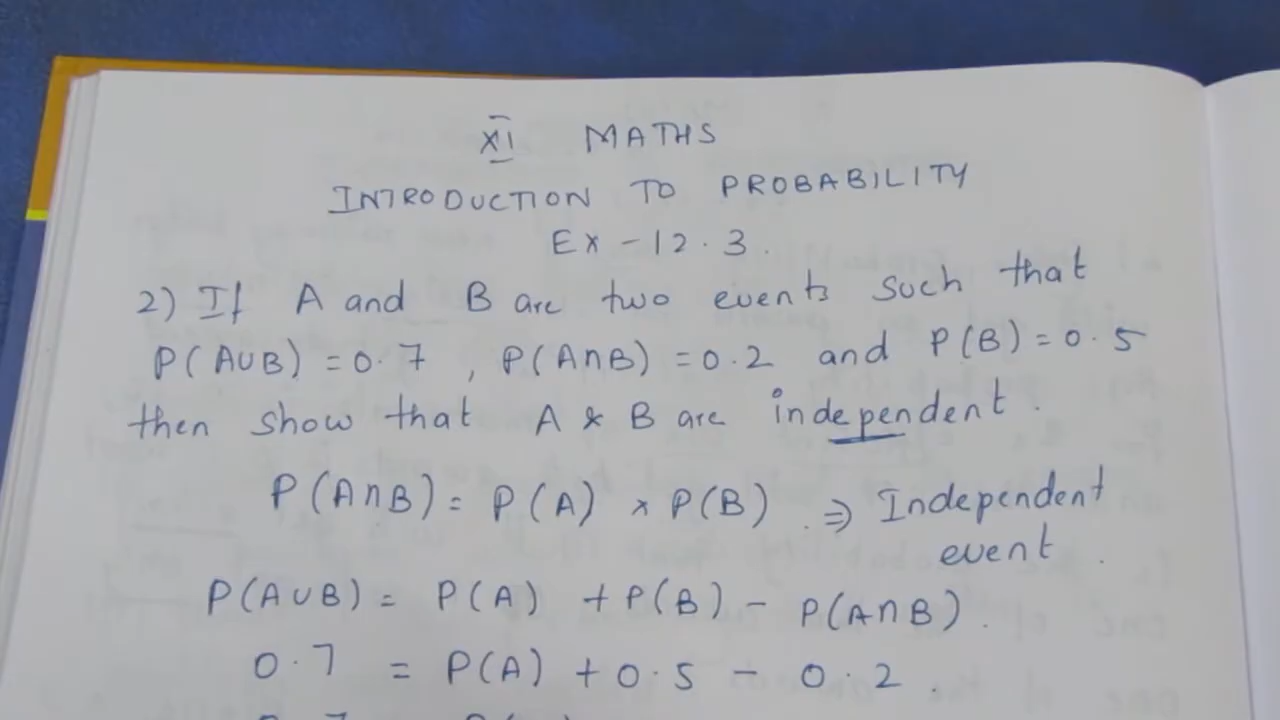 XI MATHS
INTRODUCTION TO PROBABILITY
Ex - 12.3.
2) If A and B are two events such that
P(A∪B) = 0.7, P(A∩B) = 0.2 and P(B) = 0.5
then show that A & B are independent.
P(A∩B) = P(A) × P(B). ⇒ Independent
event.
P(A∪B) = P(A) + P(B) - P(A∩B).
0.7 = P(A) + 0.5 - 0.2.